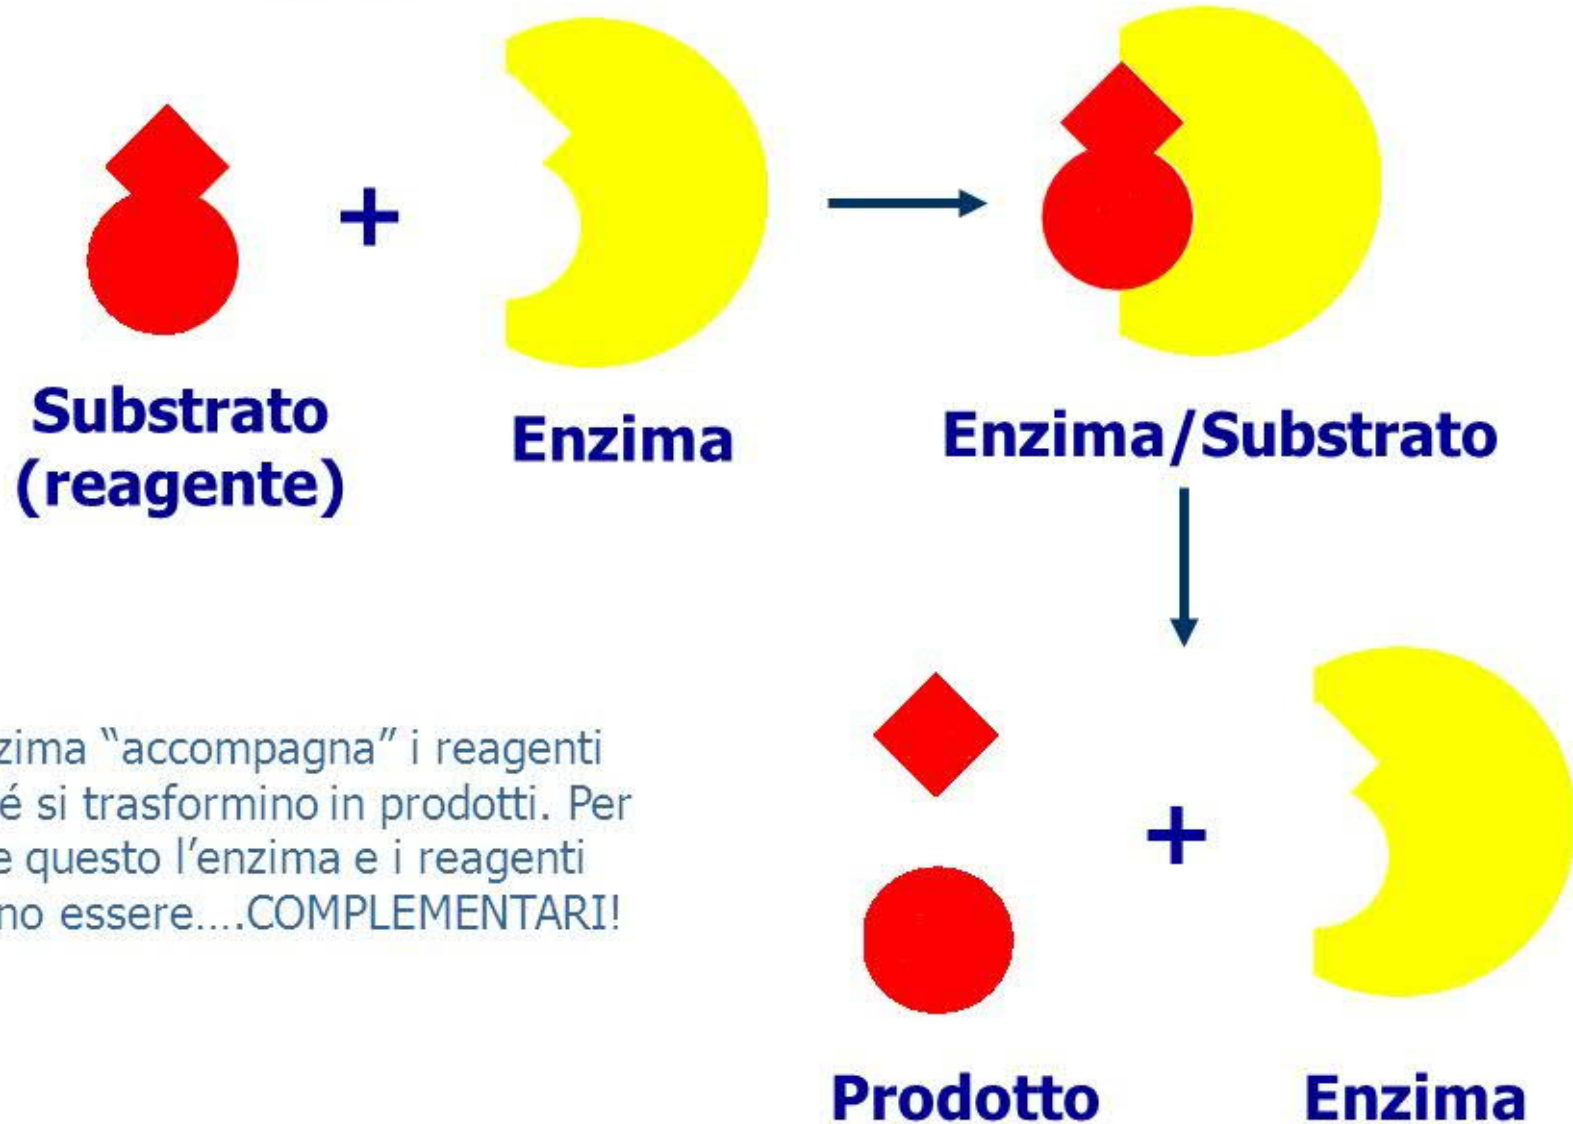 +
Substrato
(reagente)
Enzima
Enzima/Substrato
zima “accompagna” i reagenti
é si trasformino in prodotti. Per
e questo l’enzima e i reagenti
no essere....COMPLEMENTARI!
+
Prodotto
Enzima